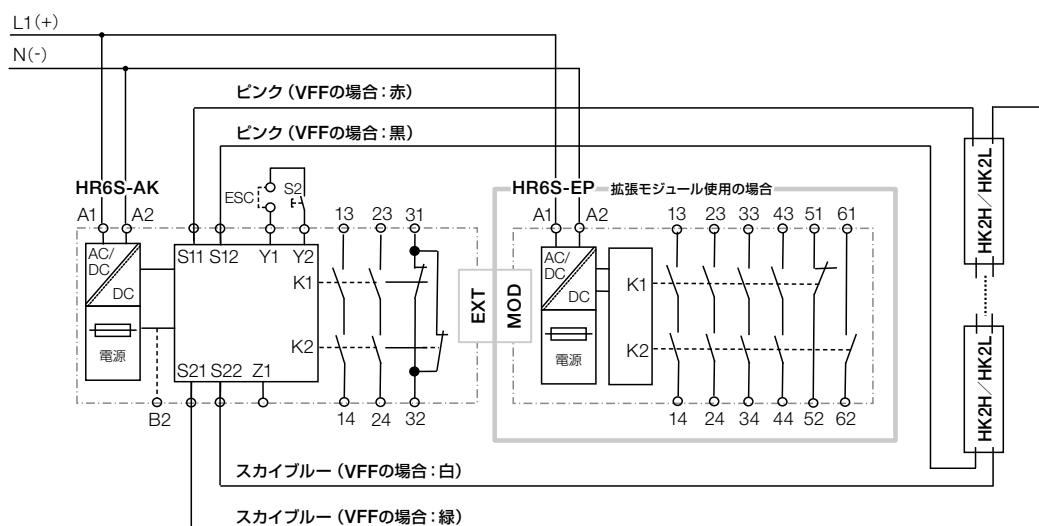 L1(+)
N(-)
ピンク（VFFの場合：赤）
ピンク（VFFの場合：黒）
HR6S-AK
A1 A2
ESC
S2
13 23 31
S11 S12 Y1 Y2
AC/
DC
DC
電源
K1
K2
S21 S22 Z1
B2
14 24 32
EXT
MOD
HR6S-EP
拡張モジュール使用の場合
A1 A2
13 23 33 43 51 61
AC/
DC
DC
電源
K1
K2
14 24 34 44 52 62
HK2H／HK2L
HK2H／HK2L
スカイブルー（VFFの場合：白）
スカイブルー（VFFの場合：緑）